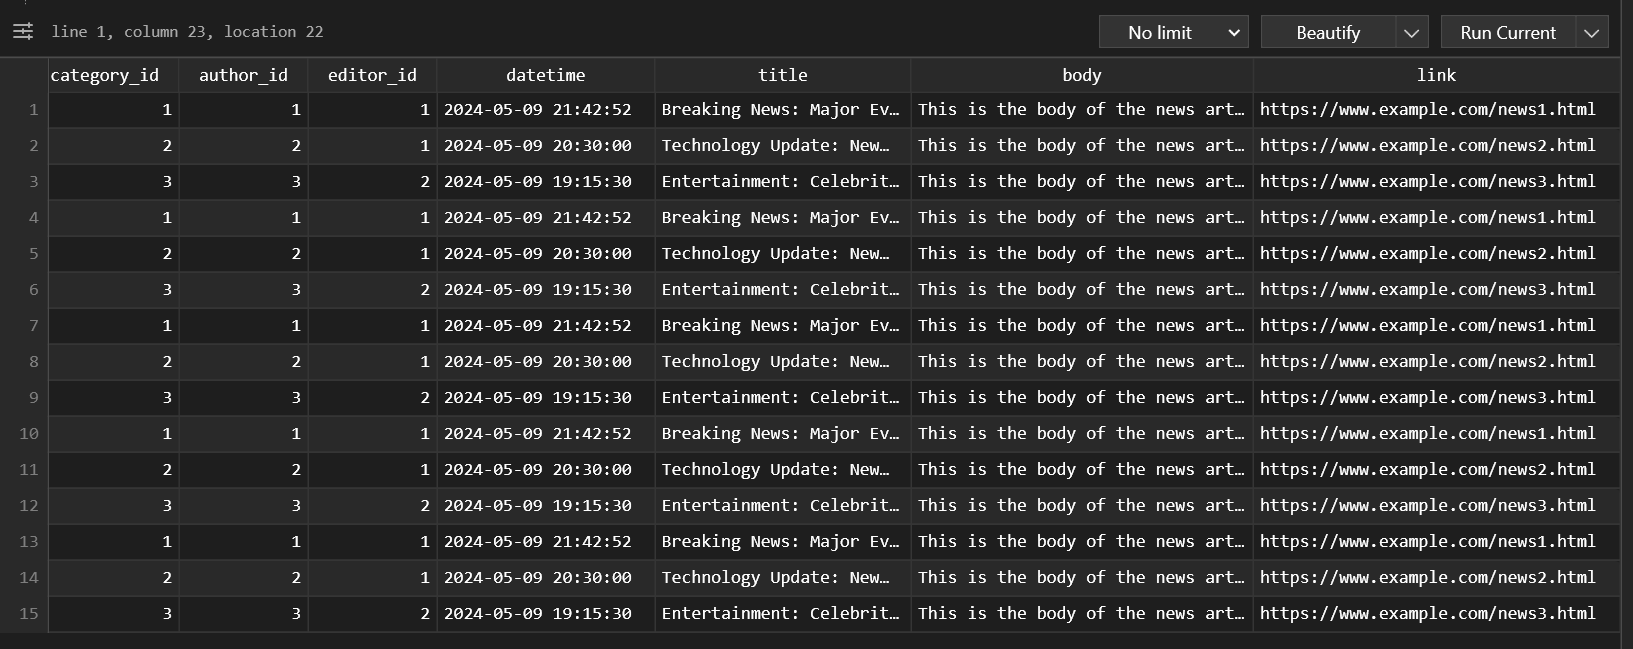 line 1, column 23, location 22 No limit Beautify Run Current
category_id author_id editor_id datetime title body link
1 1 1 1 2024-05-09 21:42:52 Breaking News: Major Ev… This is the body of the news art… https://www.example.com/news1.html
2 2 2 1 2024-05-09 20:30:00 Technology Update: New… This is the body of the news art… https://www.example.com/news2.html
3 3 3 2 2024-05-09 19:15:30 Entertainment: Celebrit… This is the body of the news art… https://www.example.com/news3.html
4 1 1 1 2024-05-09 21:42:52 Breaking News: Major Ev… This is the body of the news art… https://www.example.com/news1.html
5 2 2 1 2024-05-09 20:30:00 Technology Update: New… This is the body of the news art… https://www.example.com/news2.html
6 3 3 2 2024-05-09 19:15:30 Entertainment: Celebrit… This is the body of the news art… https://www.example.com/news3.html
7 1 1 1 2024-05-09 21:42:52 Breaking News: Major Ev… This is the body of the news art… https://www.example.com/news1.html
8 2 2 1 2024-05-09 20:30:00 Technology Update: New… This is the body of the news art… https://www.example.com/news2.html
9 3 3 2 2024-05-09 19:15:30 Entertainment: Celebrit… This is the body of the news art… https://www.example.com/news3.html
10 1 1 1 2024-05-09 21:42:52 Breaking News: Major Ev… This is the body of the news art… https://www.example.com/news1.html
11 2 2 1 2024-05-09 20:30:00 Technology Update: New… This is the body of the news art… https://www.example.com/news2.html
12 3 3 2 2024-05-09 19:15:30 Entertainment: Celebrit… This is the body of the news art… https://www.example.com/news3.html
13 1 1 1 2024-05-09 21:42:52 Breaking News: Major Ev… This is the body of the news art… https://www.example.com/news1.html
14 2 2 1 2024-05-09 20:30:00 Technology Update: New… This is the body of the news art… https://www.example.com/news2.html
15 3 3 2 2024-05-09 19:15:30 Entertainment: Celebrit… This is the body of the news art… https://www.example.com/news3.html